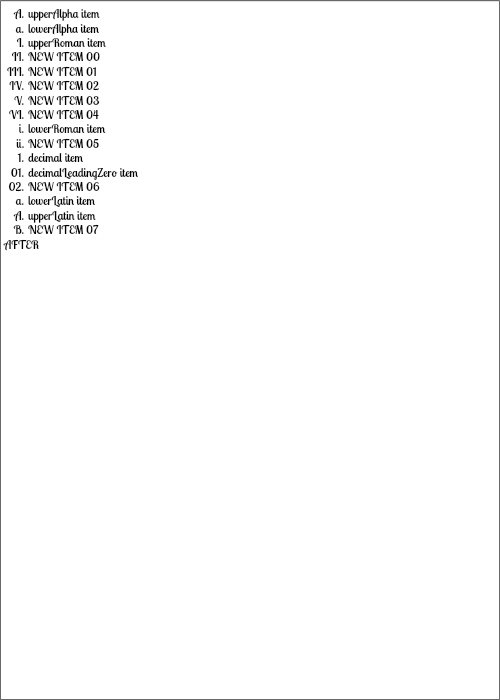 A. upperAlpha item
a. lowerAlpha item
I. upperRoman item
II. NEW ITEM 00
III. NEW ITEM 01
IV. NEW ITEM 02
V. NEW ITEM 03
VI. NEW ITEM 04
i. lowerRoman item
ii. NEW ITEM 05
1. decimal item
01. decimalLeadingZero item
02. NEW ITEM 06
a. lowerLatin item
A. upperLatin item
B. NEW ITEM 07
AFTER